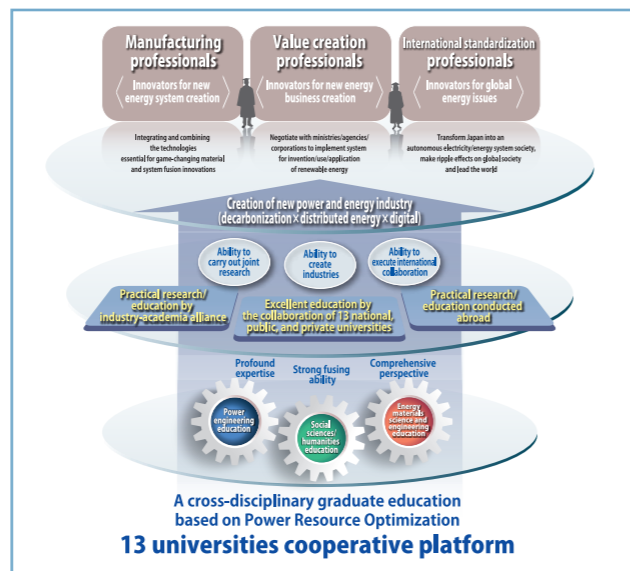 Manufacturing
professionals
Innovators for new
energy system creation
Value creation
professionals
Innovators for new energy
business creation
International standardization
professionals
Innovators for global
energy issues
Integrating and combining
the technologies
essential for game-changing material
and system fusion innovations
Negotiate with ministries/agencies/
corporations to implement system
for invention/use/application
of renewable energy
Transform Japan into an
autonomous electricity/energy system society,
make ripple effects on global society
and lead the world
Creation of new power and energy industry
(decarbonization×distributed energy×digital)
Ability to
carry out joint
research
Ability to
create
industries
Ability to
execute international
collaboration
Practical research/
education by
industry-academia alliance
Excellent education by
the collaboration of 13 national,
public, and private universities
Practical research/
education conducted
abroad
Profound
expertise
Strong fusing
ability
Comprehensive
perspective
Power
engineering
education
Social
sciences/
humanities
education
Energy
materials
science and
engineering
education
A cross-disciplinary graduate education
based on Power Resource Optimization
13 universities cooperative platform